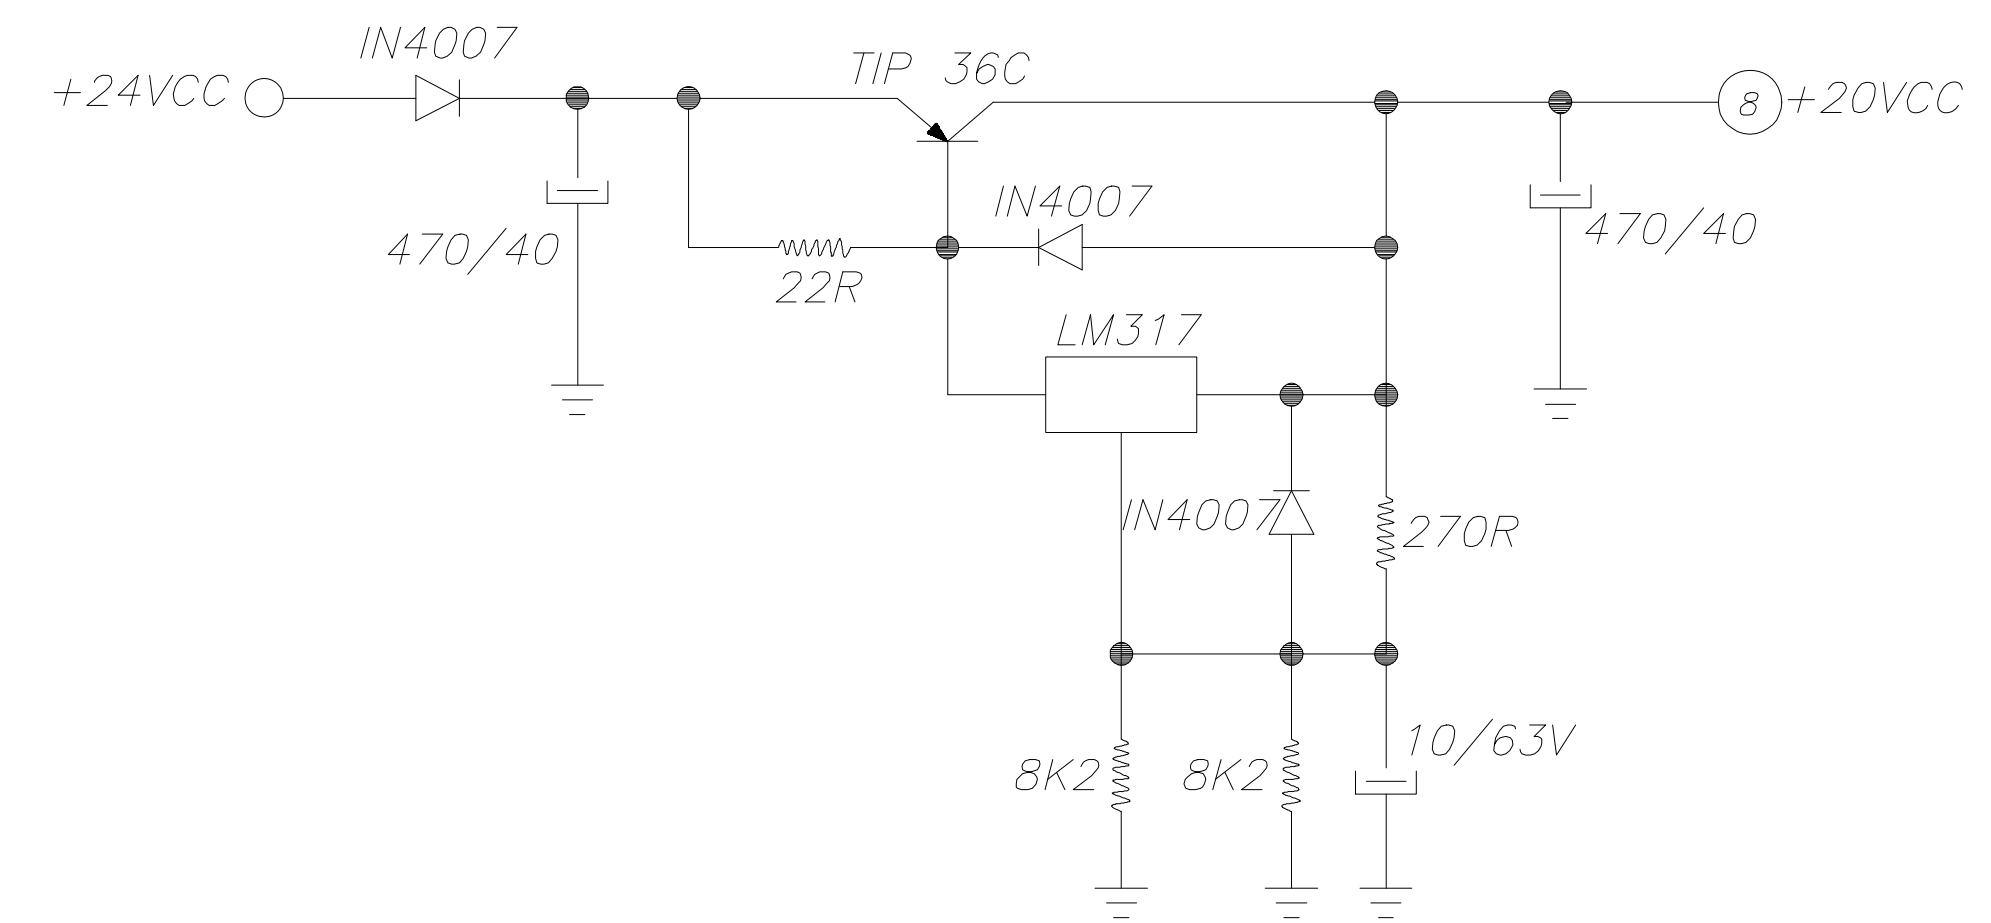 IN4007
TIP 36C
+24VCC
8
+20VCC
IN4007
470/40
470/40
22R
LM317
IN4007
270R
10/63V
8K2
8K2